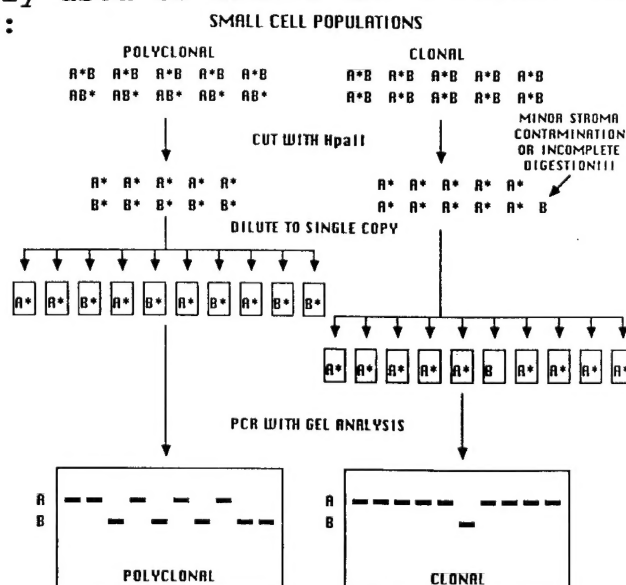 :
SMALL CELL POPULATIONS
POLYCLONAL
A*B A*B A*B A*B A*B
AB* AB* AB* AB* AB*
CLONAL
A*B A*B A*B A*B A*B
A*B A*B A*B A*B A*B
MINOR STROMA
CONTAMINATION
OR INCOMPLETE
DIGESTION!!!
CUT WITH HpaII
A* A* A* A* A*
B* B* B* B* B*
A* A* A* A* A*
A* A* A* A* A* B
DILUTE TO SINGLE COPY
A* A* B* A* B* A* B* A* B* B*
A* A* A* A* A* B A* A* A* A*
PCR WITH GEL ANALYSIS
A
B
POLYCLONAL
A
B
CLONAL